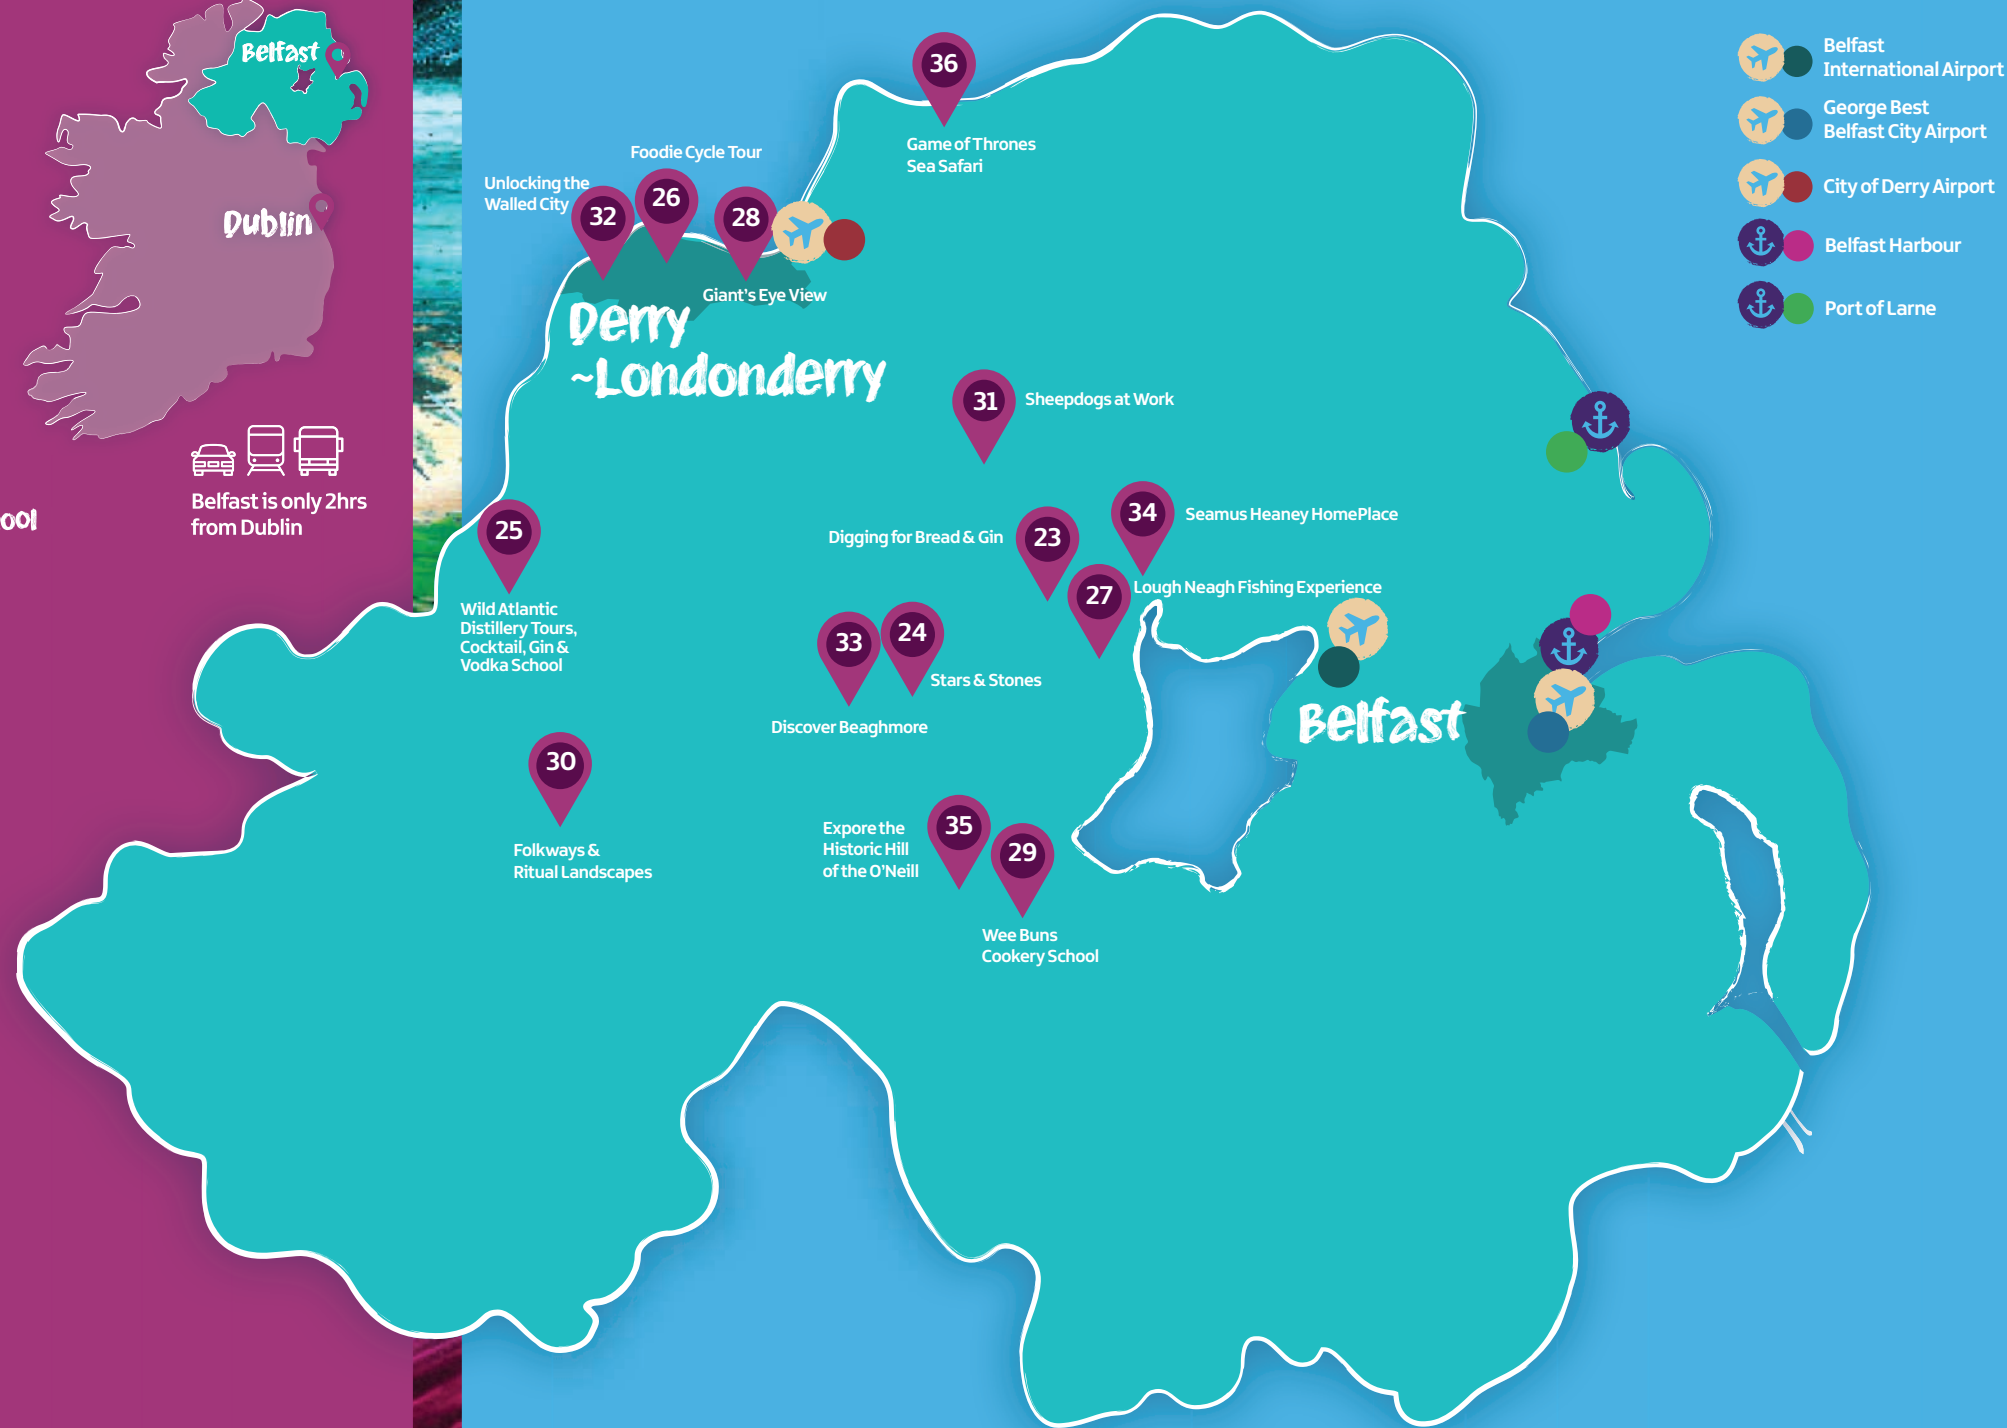 Belfast
Dublin
Belfast is only 2hrs
from Dublin
ool
36
Game of Thrones
Sea Safari
Foodie Cycle Tour
26
Unlocking the
Walled City
32
28
Giant's Eye View
Derry
~Londonderry
31
Sheepdogs at Work
25
Wild Atlantic
Distillery Tours,
Cocktail, Gin &
Vodka School
34
Seamus Heaney HomePlace
Digging for Bread & Gin
23
27
Lough Neagh Fishing Experience
33
24
Stars & Stones
Discover Beaghmore
Belfast
30
Folkways &
Ritual Landscapes
Expore the
Historic Hill
of the O'Neill
35
29
Wee Buns
Cookery School
Belfast
International Airport
George Best
Belfast City Airport
City of Derry Airport
Belfast Harbour
Port of Larne